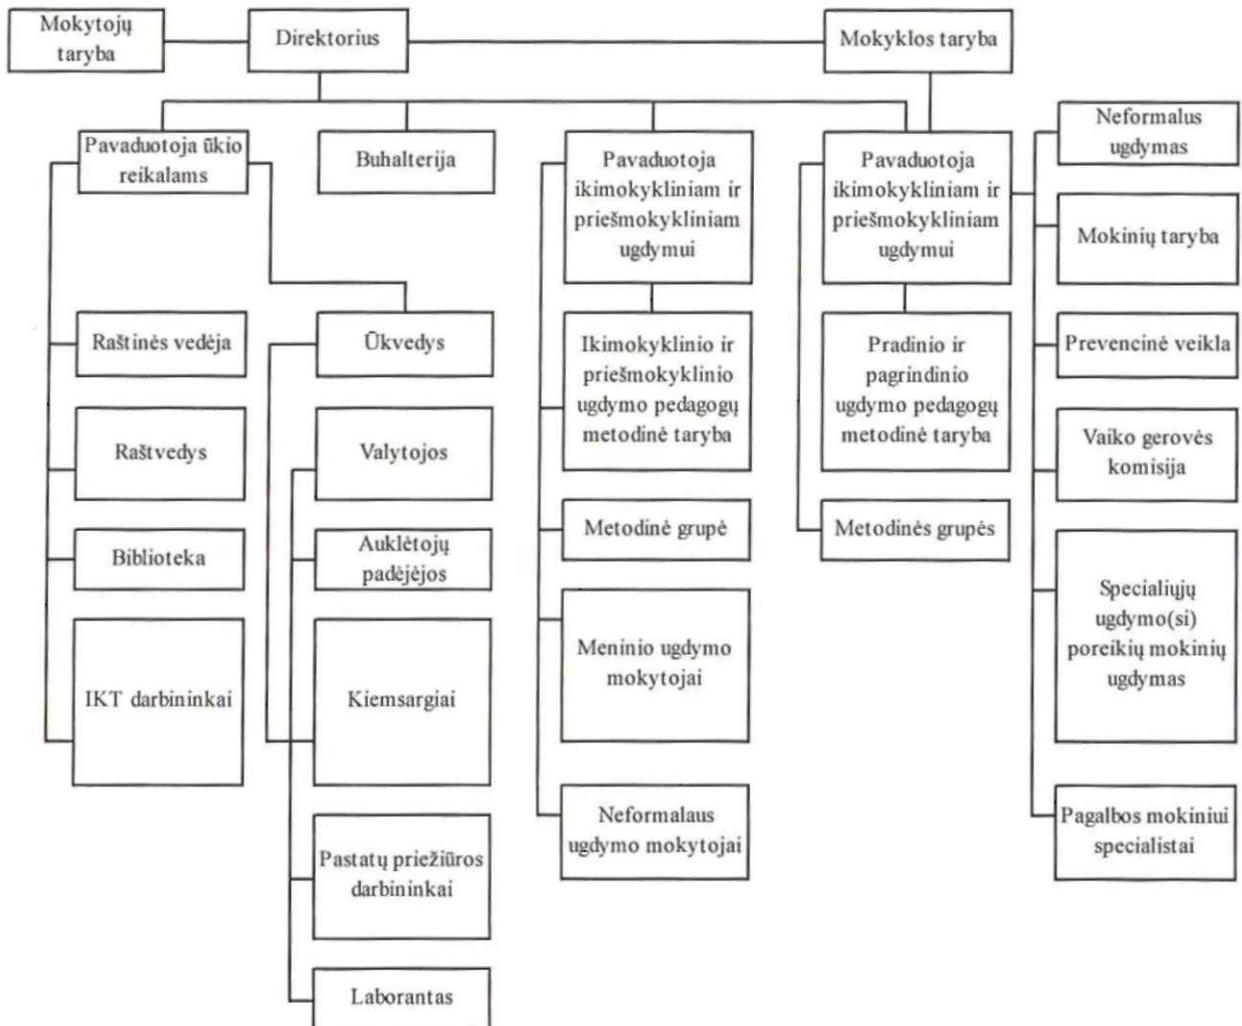 Mokytojų
taryba
Direktorius
Mokyklos taryba
Pavaduotoja ūkio
reikalams
Buhalterija
Pavaduotoja
ikimokykliniam ir
priešmokykliniam
ugdymui
Pavaduotoja
ikimokykliniam ir
priešmokykliniam
ugdymui
Neformalus
ugdymas
Mokinių taryba
Raštinės vedėja
Ūkvedys
Ikimokyklinio ir
priešmokyklinio
ugdymo pedagogų
metodinė taryba
Pradinio ir
pagrindinio
ugdymo pedagogų
metodinė taryba
Prevencinė veikla
Raštvedys
Valytojos
Vaiko gerovės
komisija
Biblioteka
Auklėtojų
padėjėjos
Metodinė grupė
Metodinės grupės
Specialiųjų
ugdymo(si)
poreikių mokinių
ugdymas
IKT darbininkai
Kiemsargiai
Meninio ugdymo
mokytojai
Pastatų priežiūros
darbininkai
Neformalaus
ugdymo mokytojai
Pagalbos mokiniui
specialistai
Laborantas